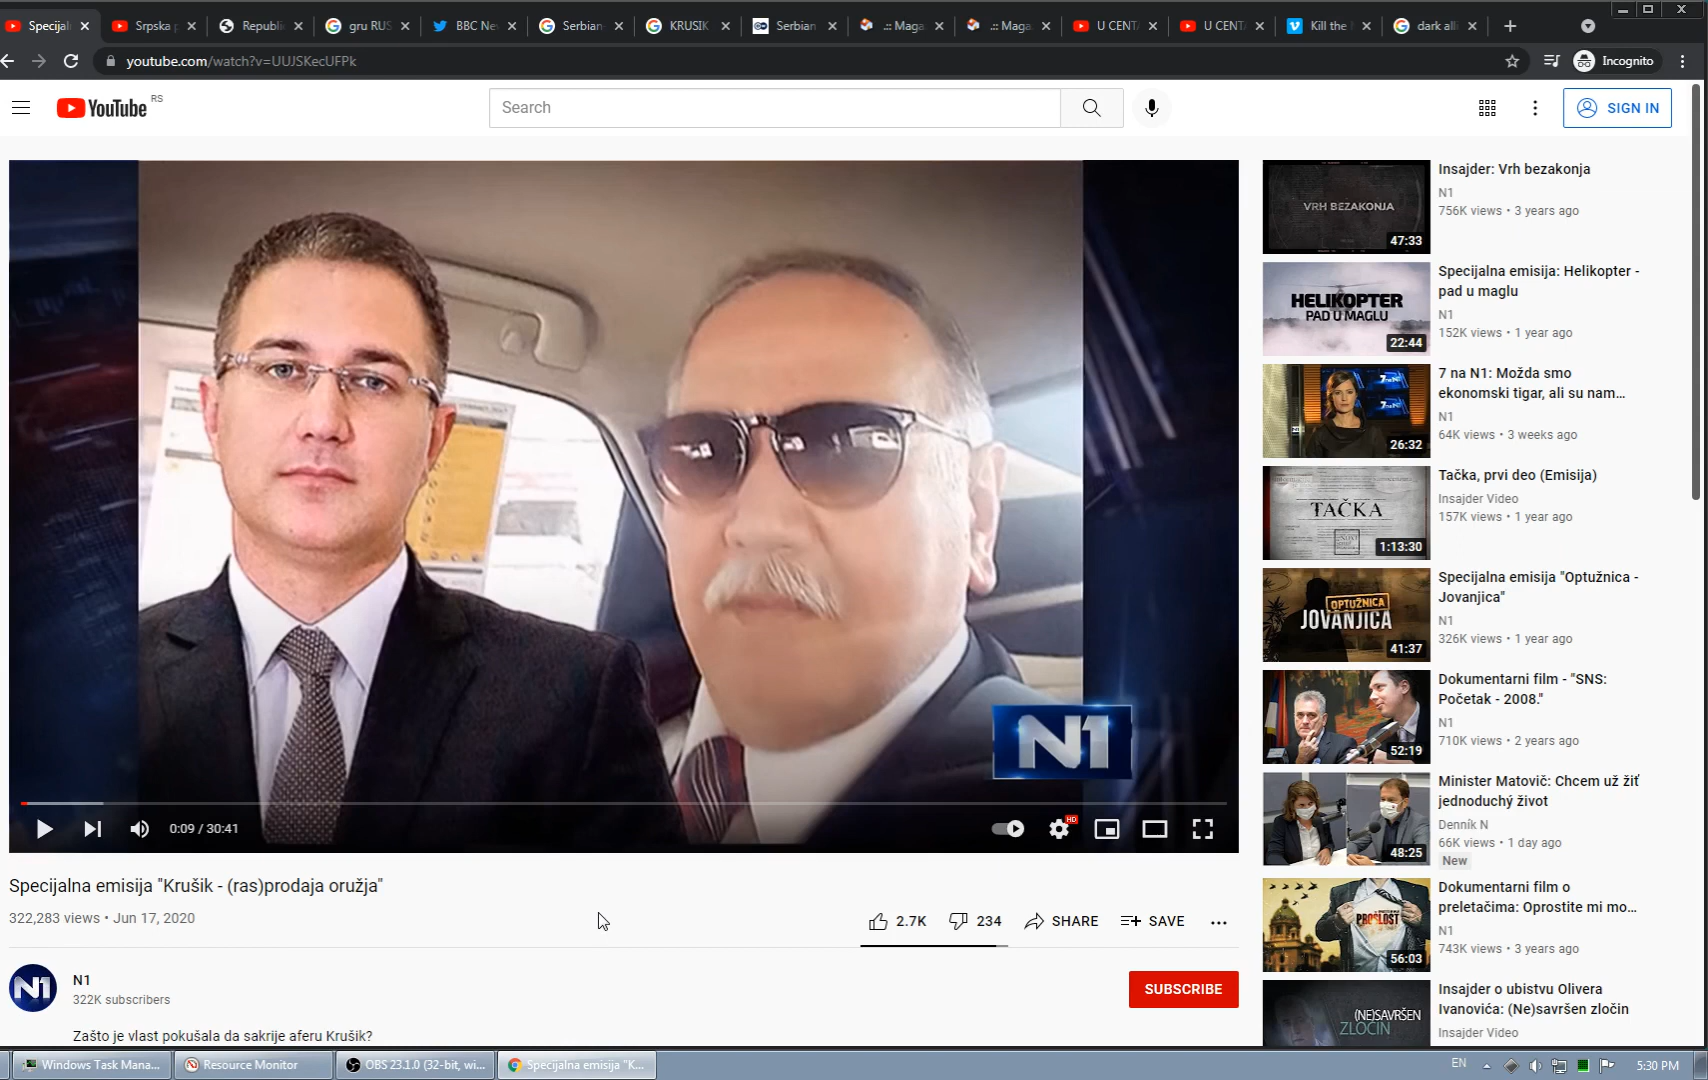 Specijal
Srpska p
Republi
gru RUS
BBC Ne
Serbian
KRUSIK
Serbian
.:: Maga
.:: Maga
U CENTA
U CENTA
Kill the
dark alli
youtube.com/watch?v=UUJSKecUFPk
Incognito
YouTube RS
Search
SIGN IN
N1
0:09 / 30:41
HD
Specijalna emisija "Krušik - (ras)prodaja oružja"
322,283 views • Jun 17, 2020
2.7K
234
SHARE
SAVE
N1
N1
322K subscribers
SUBSCRIBE
Zašto je vlast pokušala da sakrije aferu Krušik?
VRH BEZAKONJA
47:33
Insajder: Vrh bezakonja
N1
756K views • 3 years ago
HELIKOPTER
PAD U MAGLU
22:44
Specijalna emisija: Helikopter -
pad u maglu
N1
152K views • 1 year ago
26:32
7 na N1: Možda smo
ekonomski tigar, ali su nam...
N1
64K views • 3 weeks ago
TAČKA
1:13:30
Tačka, prvi deo (Emisija)
Insajder Video
157K views • 1 year ago
OPTUŽNICA
JOVANJICA
41:37
Specijalna emisija "Optužnica -
Jovanjica"
N1
326K views • 1 year ago
52:19
Dokumentarni film - "SNS:
Početak - 2008."
N1
710K views • 2 years ago
48:25
Minister Matovič: Chcem už žiť
jednoduchý život
Denník N
66K views • 1 day ago
New
PROŠLOST
56:03
Dokumentarni film o
preletačima: Oprostite mi mo...
N1
743K views • 3 years ago
(NE)SAVRŠEN
ZLOČIN
Insajder o ubistvu Olivera
Ivanovića: (Ne)savršen zločin
Insajder Video
Windows Task Mana...
Resource Monitor
OBS 23.1.0 (32-bit, wi...
Specijalna emisija "K...
EN
5:30 PM